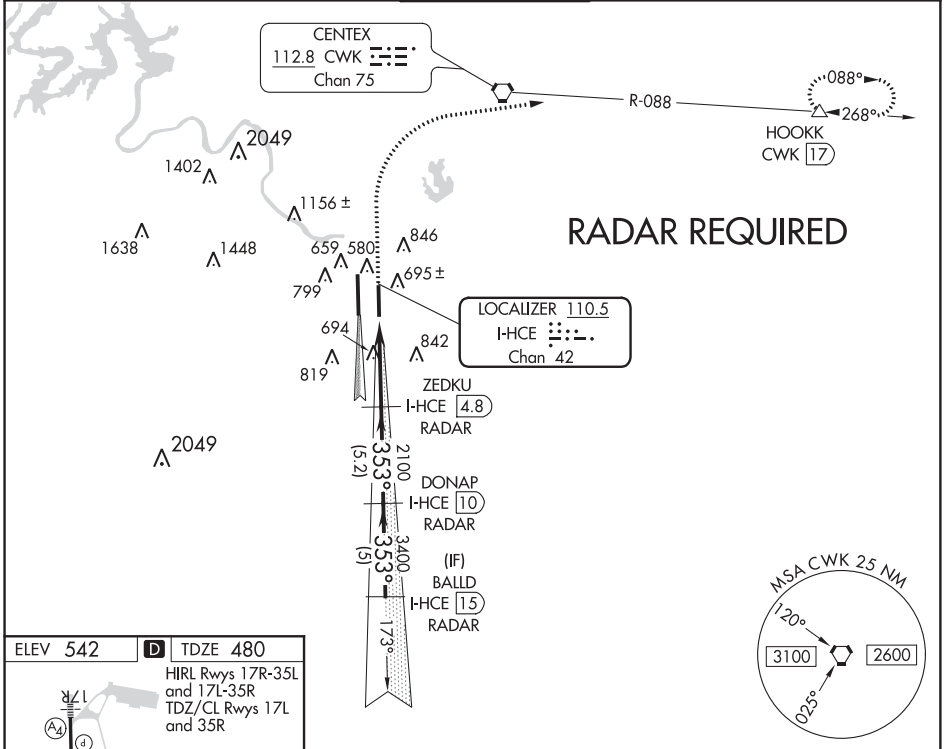 CENTEX
112.8 CWK
Chan 75
R-088
088°
268°
HOOKK
CWK 17
2049
1402
1156 ±
1638
1448
659
580
846
799
695 ±
RADAR REQUIRED
LOCALIZER 110.5
I-HCE
Chan 42
694
842
819
ZEDKU
I-HCE 4.8
RADAR
2049
353°
(5.2)
2100
DONAP
I-HCE 10
RADAR
353°
(5)
3400
(IF)
BALLD
I-HCE 15
RADAR
173°
MSA CWK 25 NM
120°
3100
2600
025°
ELEV 542
D
TDZE 480
HIRL Rwys 17R-35L
and 17L-35R
TDZ/CL Rwys 17L
and 35R
17R
A4
P